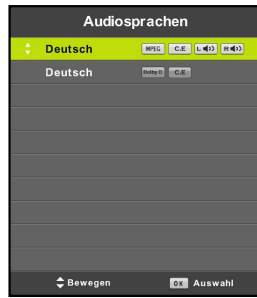 Audiosprachen
Deutsch MPEG C.E L R
Deutsch Dolby D C.E
Bewegen OK Auswahl